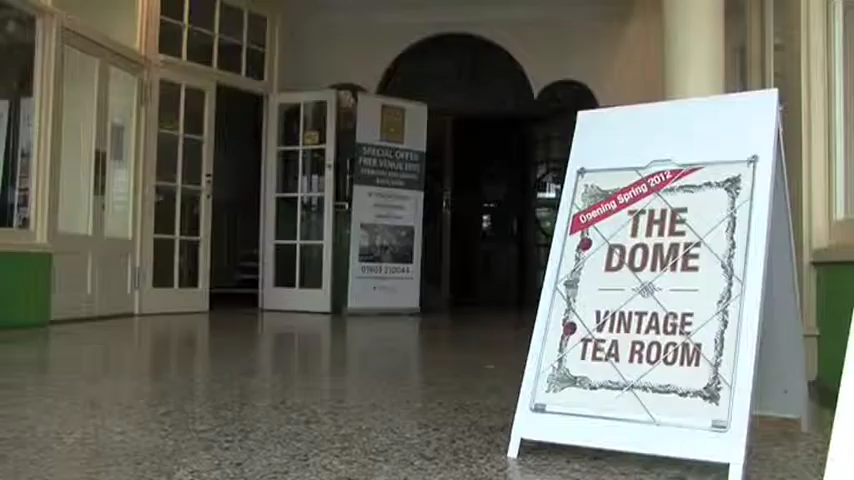 SPECIAL OFFER
FREE VENUE HIRE
01903 210044
Opening Spring 2012
THE
DOME
VINTAGE
TEA ROOM